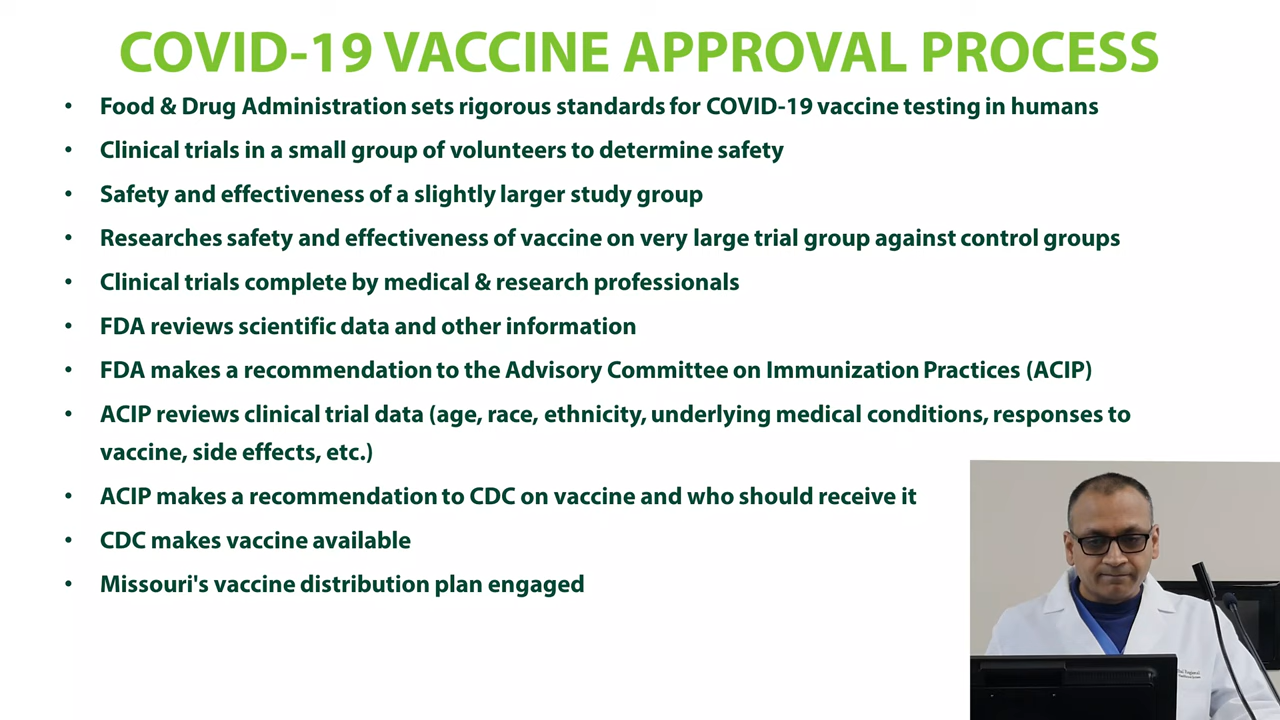 COVID-19 VACCINE APPROVAL PROCESS
• Food & Drug Administration sets rigorous standards for COVID-19 vaccine testing in humans
• Clinical trials in a small group of volunteers to determine safety
• Safety and effectiveness of a slightly larger study group
• Researches safety and effectiveness of vaccine on very large trial group against control groups
• Clinical trials complete by medical & research professionals
• FDA reviews scientific data and other information
• FDA makes a recommendation to the Advisory Committee on Immunization Practices (ACIP)
• ACIP reviews clinical trial data (age, race, ethnicity, underlying medical conditions, responses to
vaccine, side effects, etc.)
• ACIP makes a recommendation to CDC on vaccine and who should receive it
• CDC makes vaccine available
• Missouri's vaccine distribution plan engaged